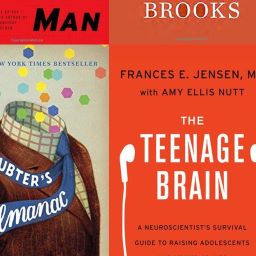 MAN
BROOKS
NEW YORK TIMES BESTSELLER
UBTER'S
lmanac
FRANCES E. JENSEN, M
with AMY ELLIS NUTT
THE
TEENAGE
BRAIN
A NEUROSCIENTIST'S SURVIVAL
GUIDE TO RAISING ADOLESCENTS